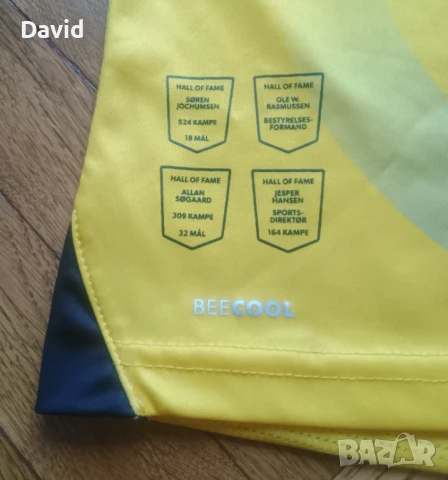 David
HALL OF FAME
SØREN
JOCHUMSEN
524 KAMPE
18 MÅL
HALL OF FAME
OLE W.
RASMUSSEN
BESTYRELSES-
FORMAND
HALL OF FAME
ALLAN
SØGAARD
309 KAMPE
32 MÅL
HALL OF FAME
JESPER
HANSEN
SPORTS-
DIREKTØR
164 KAMPE
BEECOOL
BAZAR